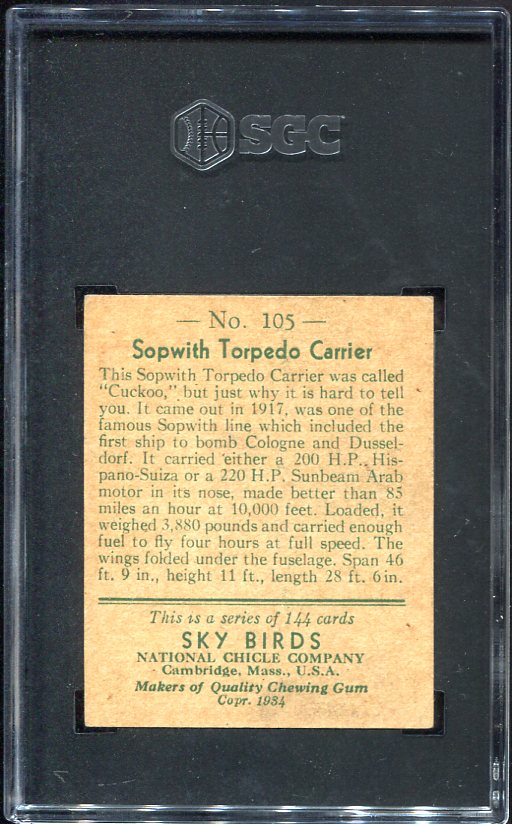 SGC
— No. 105 —
Sopwith Torpedo Carrier
This Sopwith Torpedo Carrier was called
"Cuckoo," but just why it is hard to tell
you. It came out in 1917, was one of the
famous Sopwith line which included the
first ship to bomb Cologne and Dussel-
dorf. It carried either a 200 H.P., His-
pano-Suiza or a 220 H.P. Sunbeam Arab
motor in its nose, made better than 85
miles an hour at 10,000 feet. Loaded, it
weighed 3,880 pounds and carried enough
fuel to fly four hours at full speed. The
wings folded under the fuselage. Span 46
ft. 9 in., height 11 ft., length 28 ft. 6 in.
This is a series of 144 cards
SKY BIRDS
NATIONAL CHICLE COMPANY
Cambridge, Mass., U.S.A.
Makers of Quality Chewing Gum
Copr. 1934